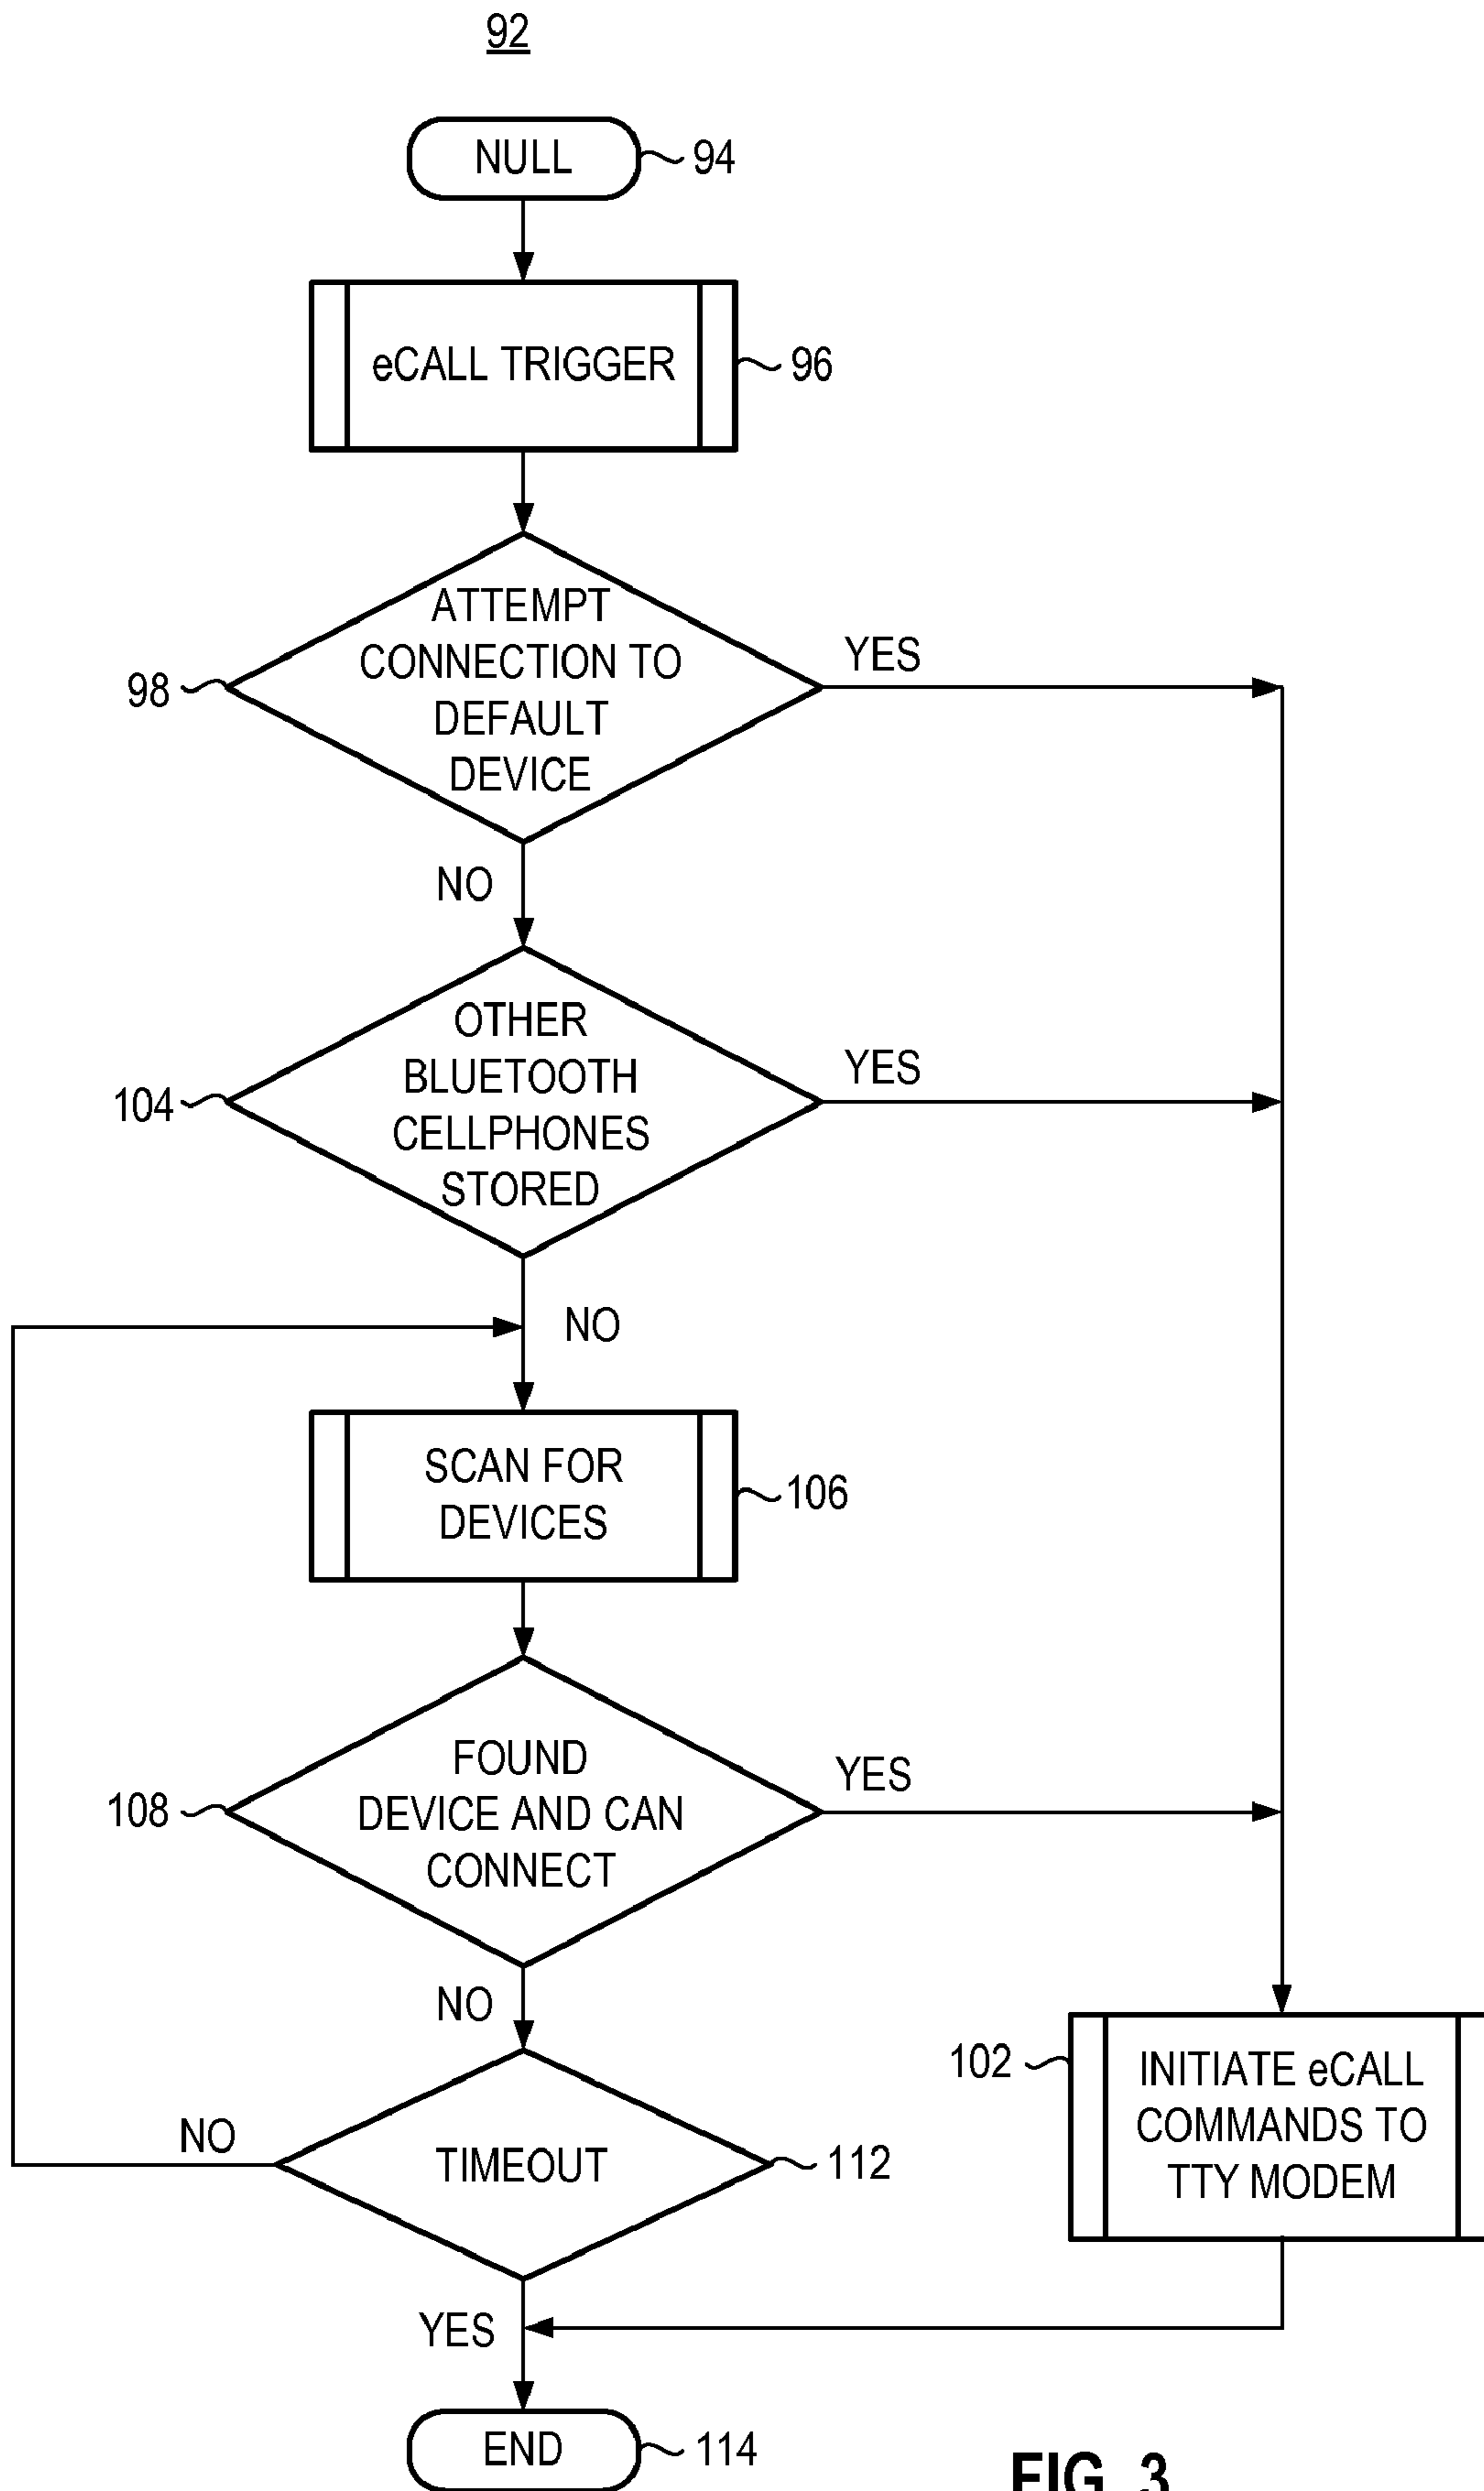 92
NULL
94
eCALL TRIGGER
96
ATTEMPT
CONNECTION TO
DEFAULT
DEVICE
98
YES
NO
OTHER
BLUETOOTH
CELLPHONES
STORED
104
YES
NO
SCAN FOR
DEVICES
106
FOUND
DEVICE AND CAN
CONNECT
108
YES
NO
102
INITIATE eCALL
COMMANDS TO
TTY MODEM
NO
TIMEOUT
112
YES
END
114
FIG. 3